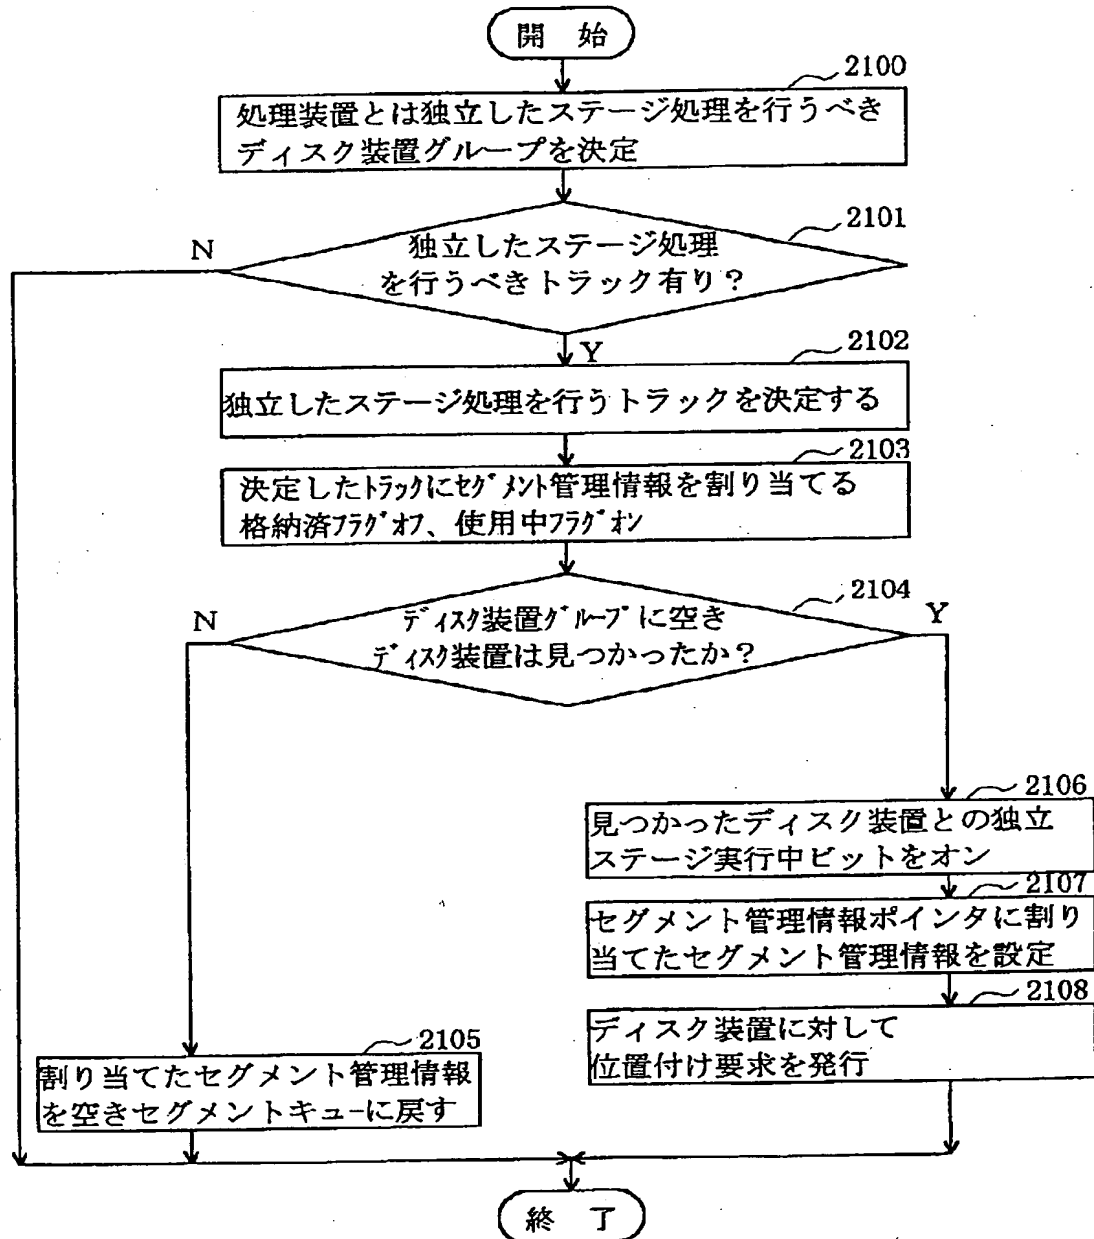 開 始
2100
処理装置とは独立したステージ処理を行うべき
ディスク装置グループを決定
2101
N
独立したステージ処理
を行うべきトラック有り?
Y
2102
独立したステージ処理を行うトラックを決定する
2103
決定したﾄﾗｯｸにｾｸﾞﾒﾝﾄ管理情報を割り当てる
格納済ﾌﾗｸﾞｵﾌ、使用中ﾌﾗｸﾞｵﾝ
2104
N
Y
ﾃﾞｨｽｸ装置ｸﾞﾙｰﾌﾟに空き
ﾃﾞｨｽｸ装置は見つかったか?
2106
見つかったディスク装置との独立
ステージ実行中ビットをオン
2107
セグメント管理情報ポインタに割り
当てたセグメント管理情報を設定
2108
ディスク装置に対して
位置付け要求を発行
2105
割り当てたセグメント管理情報
を空きセグメントキューに戻す
終 了